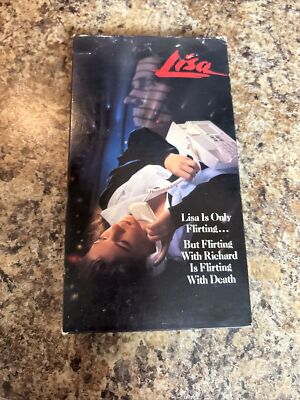 Lisa
Lisa Is Only
Flirting...
But Flirting
With Richard
Is Flirting
With Death